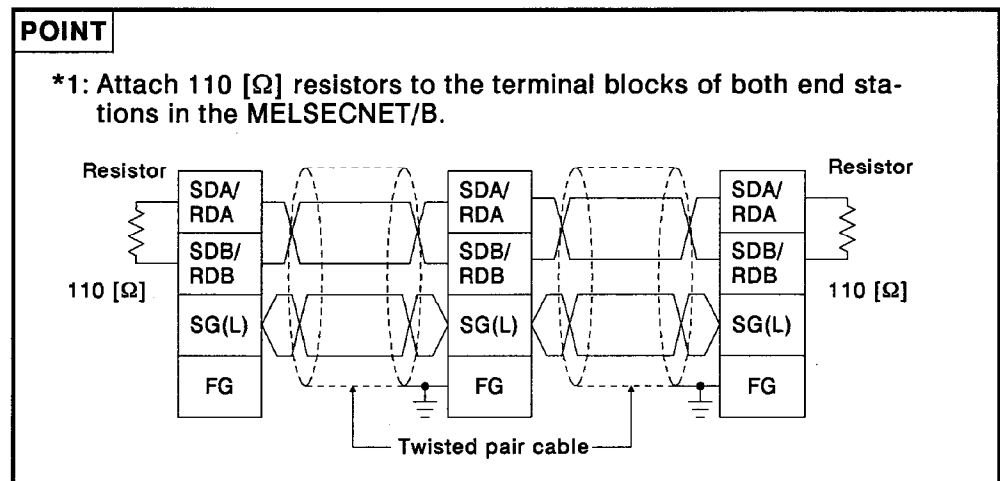 POINT
*1: Attach 110 [Ω] resistors to the terminal blocks of both end sta-
tions in the MELSECNET/B.
Resistor
110 [Ω]
SDA/
RDA
SDB/
RDB
SG(L)
FG
SDA/
RDA
SDB/
RDB
SG(L)
FG
SDA/
RDA
SDB/
RDB
SG(L)
FG
Resistor
110 [Ω]
Twisted pair cable